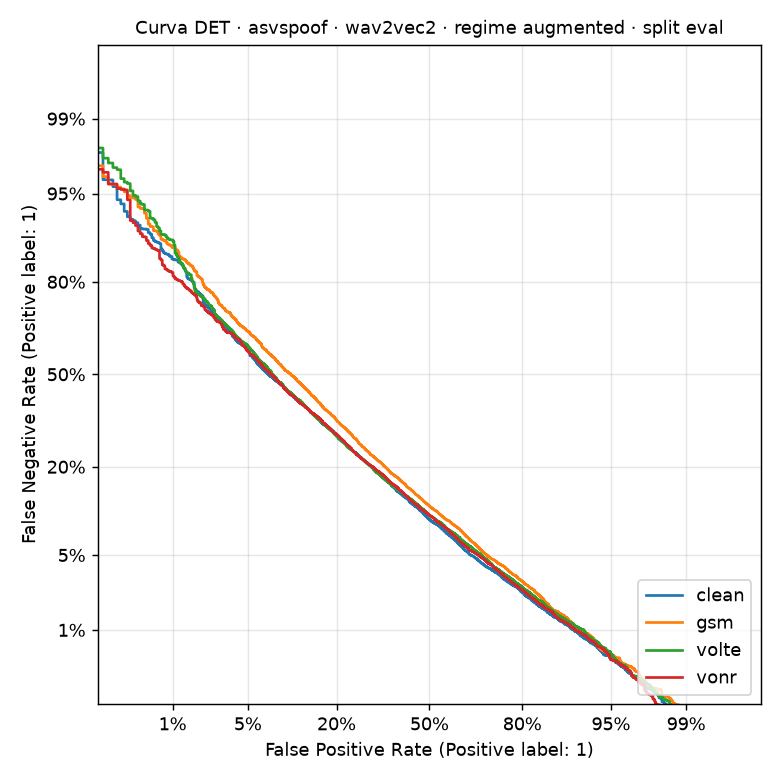 Curva DET · asvspoof · wav2vec2 · regime augmented · split eval
False Negative Rate (Positive label: 1)
99%
95%
80%
50%
20%
5%
1%
clean
gsm
volte
vonr
1%
5%
20%
50%
80%
95%
99%
False Positive Rate (Positive label: 1)